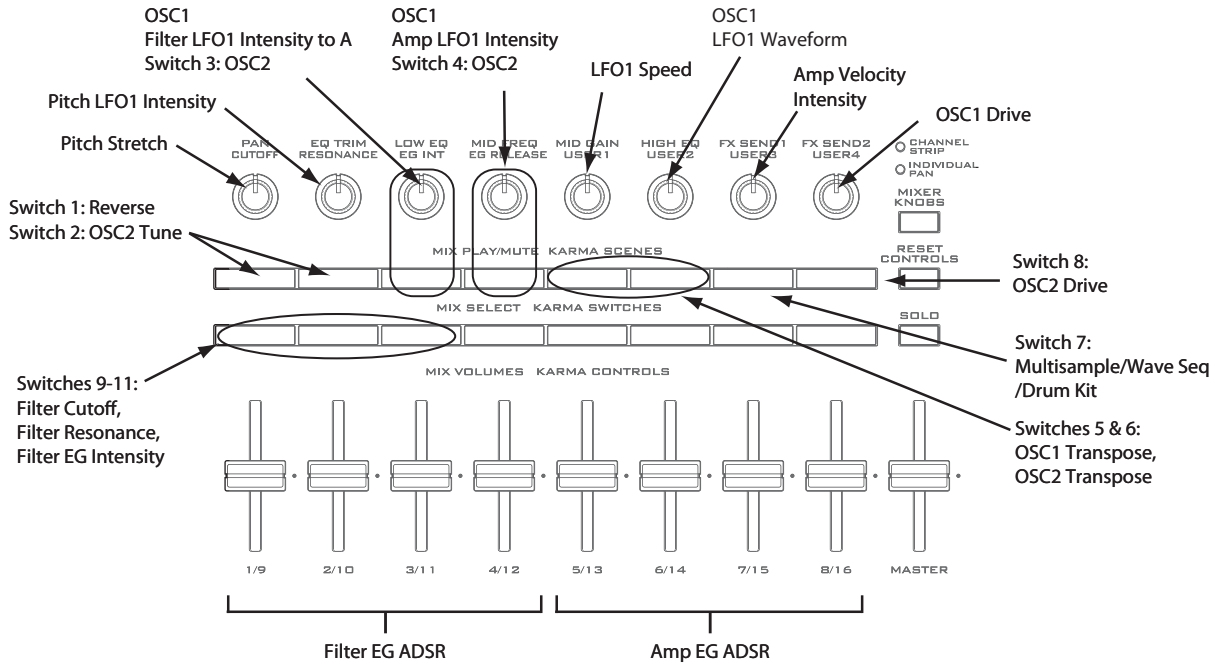 OSC1
Filter LFO1 Intensity to A
Switch 3: OSC2
OSC1
Amp LFO1 Intensity
Switch 4: OSC2
OSC1
LFO1 Waveform
LFO1 Speed
Amp Velocity
Intensity
Pitch LFO1 Intensity
OSC1 Drive
Pitch Stretch
PAN
CUTOFF
EQ TRIM
RESONANCE
LOW EQ
EG INT
MID FREQ
EG RELEASE
MID GAIN
USER1
HIGH EQ
USER2
FX SEND1
USER3
FX SEND2
USER4
CHANNEL
STRIP
INDIVIDUAL
PAN
MIXER
KNOBS
Switch 1: Reverse
Switch 2: OSC2 Tune
MIX PLAY/MUTE KARMA SCENES
RESET
CONTROLS
Switch 8:
OSC2 Drive
MIX SELECT KARMA SWITCHES
SOLO
Switch 7:
Multisample/Wave Seq
/Drum Kit
MIX VOLUMES KARMA CONTROLS
Switches 9-11:
Filter Cutoff,
Filter Resonance,
Filter EG Intensity
Switches 5 & 6:
OSC1 Transpose,
OSC2 Transpose
1/9 2/10 3/11 4/12 5/13 6/14 7/15 8/16 MASTER
Filter EG ADSR
Amp EG ADSR